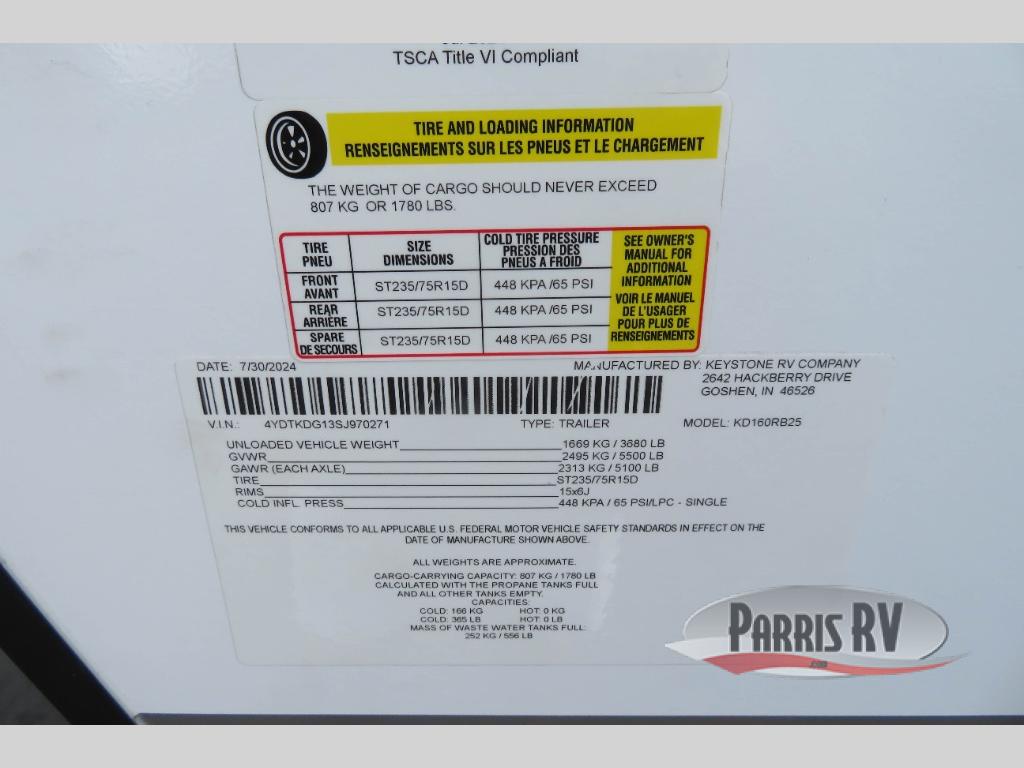 TSCA Title VI Compliant
TIRE AND LOADING INFORMATION
RENSEIGNEMENTS SUR LES PNEUS ET LE CHARGEMENT
THE WEIGHT OF CARGO SHOULD NEVER EXCEED
807 KG OR 1780 LBS.
TIRE PNEU SIZE DIMENSIONS COLD TIRE PRESSURE PRESSION DES PNEUS A FROID
FRONT AVANT ST235/75R15D 448 KPA /65 PSI
REAR ARRIÈRE ST235/75R15D 448 KPA /65 PSI
SPARE DE SECOURS ST235/75R15D 448 KPA /65 PSI
SEE OWNER'S
MANUAL FOR
ADDITIONAL
INFORMATION
VOIR LE MANUEL
DE L'USAGER
POUR PLUS DE
RENSEIGNEMENTS
DATE: 7/30/2024 MANUFACTURED BY: KEYSTONE RV COMPANY
2642 HACKBERRY DRIVE
GOSHEN, IN 46526
V.I.N.: 4YDTKDG13SJ970271 TYPE: TRAILER MODEL: KD160RB25
UNLOADED VEHICLE WEIGHT 1669 KG / 3680 LB
GVWR 2495 KG / 5500 LB
GAWR (EACH AXLE) 2313 KG / 5100 LB
TIRE ST235/75R15D
RIMS 15x6J
COLD INFL. PRESS 448 KPA / 65 PSI/LPC - SINGLE
THIS VEHICLE CONFORMS TO ALL APPLICABLE U.S. FEDERAL MOTOR VEHICLE SAFETY STANDARDS IN EFFECT ON THE
DATE OF MANUFACTURE SHOWN ABOVE.
ALL WEIGHTS ARE APPROXIMATE.
CARGO-CARRYING CAPACITY: 807 KG / 1780 LB
CALCULATED WITH THE PROPANE TANKS FULL
AND ALL OTHER TANKS EMPTY.
CAPACITIES:
COLD: 166 KG HOT: 0 KG
COLD: 365 LB HOT: 0 LB
MASS OF WASTE WATER TANKS FULL:
252 KG / 556 LB
PARRIS RV
.com